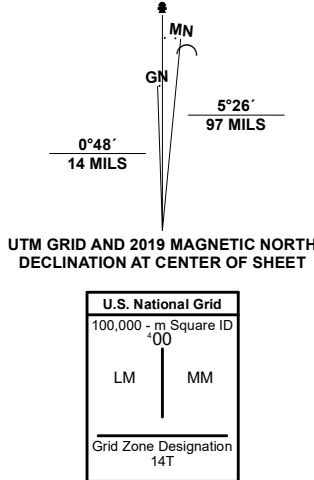 MN
GN
5°26´
97 MILS
0°48´
14 MILS
UTM GRID AND 2019 MAGNETIC NORTH
DECLINATION AT CENTER OF SHEET
U.S. National Grid
100,000 - m Square ID
⁴00
LM MM
Grid Zone Designation
14T